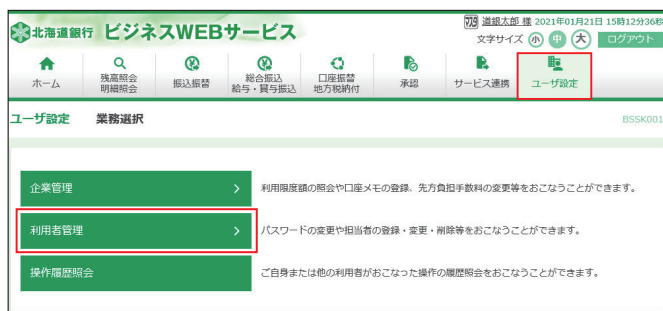 北海道銀行 ビジネスWEBサービス
道銀太郎 様 2021年01月21日 15時12分36秒
文字サイズ 小 中 大 ログアウト
ホーム
残高照会
明細照会
振込振替
総合振込
給与・賞与振込
口座振替
地方税納付
承認
サービス連携
ユーザ設定
ユーザ設定 業務選択 BSSK001
企業管理 利用限度額の照会や口座メモの登録、先方負担手数料の変更等をおこなうことができます。
利用者管理 パスワードの変更や担当者の登録・変更・削除等をおこなうことができます。
操作履歴照会 ご自身または他の利用者がおこなった操作の履歴照会をおこなうことができます。